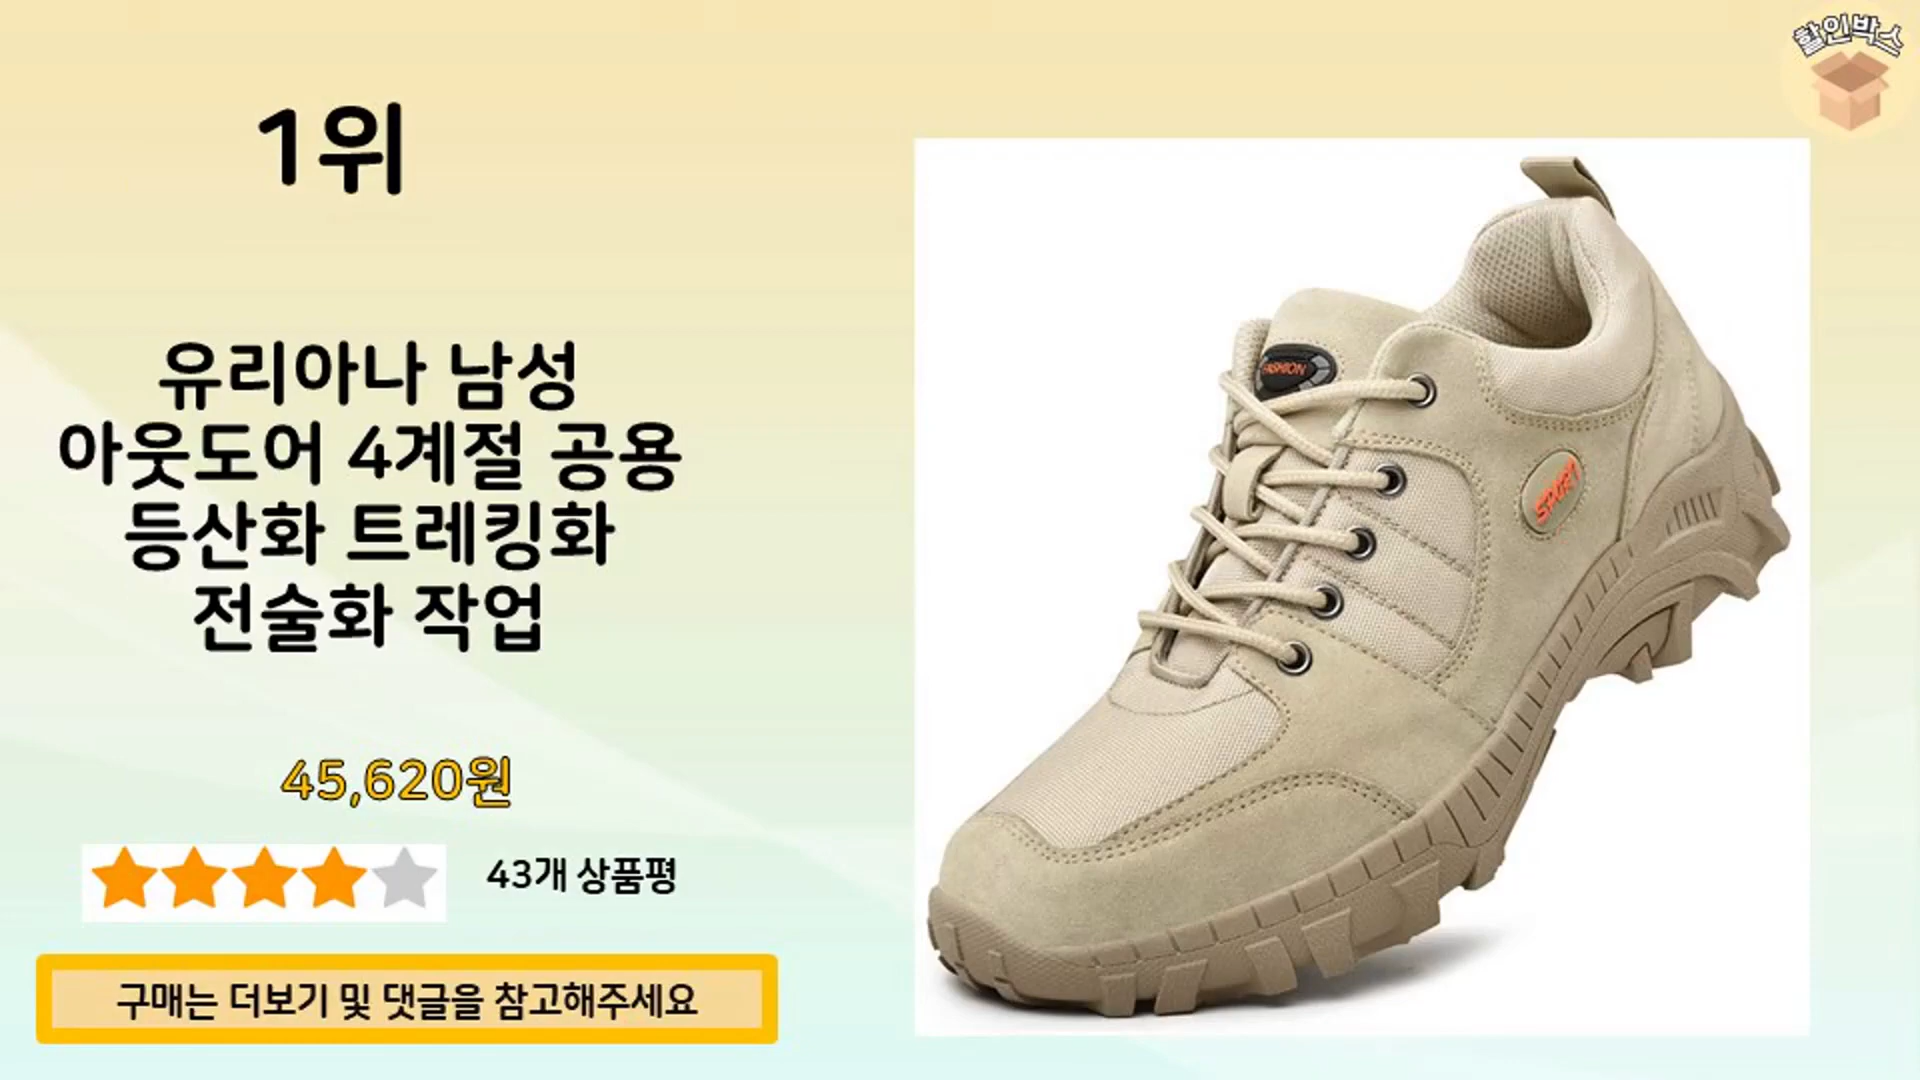 할인박스
1위
유리아나 남성
아웃도어 4계절 공용
등산화 트레킹화
전술화 작업
45,620원
43개 상품평
구매는 더보기 및 댓글을 참고해주세요
FASHION
SPORT